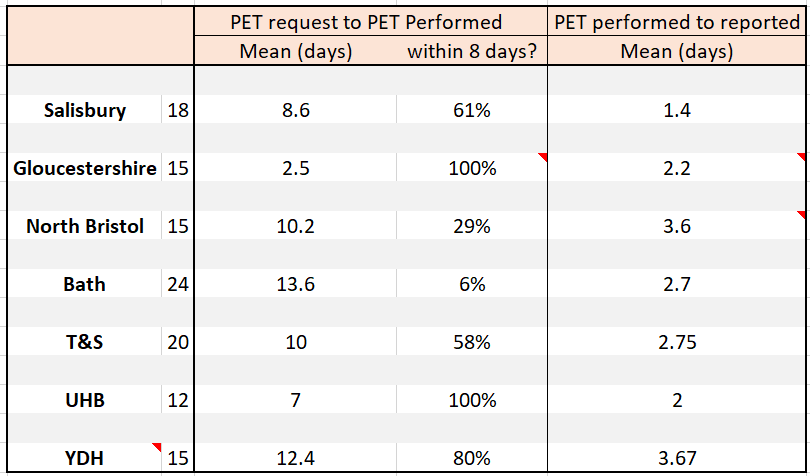 PET request to PET Performed PET performed to reported
Mean (days) within 8 days? Mean (days)
Salisbury 18 8.6 61% 1.4
Gloucestershire 15 2.5 100% 2.2
North Bristol 15 10.2 29% 3.6
Bath 24 13.6 6% 2.7
T&S 20 10 58% 2.75
UHB 12 7 100% 2
YDH 15 12.4 80% 3.67